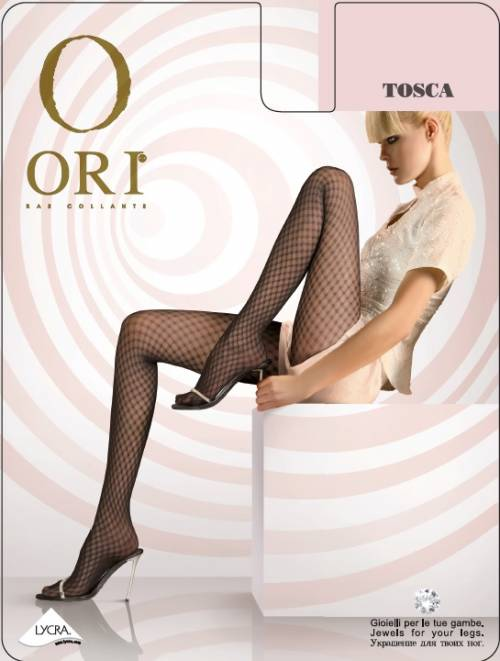 TOSCA
O
ORI
BAS COLLANTS
LYCRA.
Gioielli per le tue gambe.
Jewels for your legs.
Украшение для твоих ног.